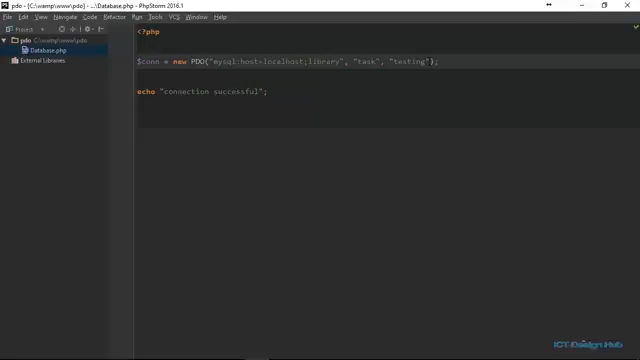 pdo - [C:\wamp\www\pdo] - ...\Database.php - PhpStorm 2016.1
File Edit View Navigate Code Refactor Run Tools VCS Window Help
Project
pdo C:\wamp\www\pdo
Database.php
External Libraries
<?php
$conn = new PDO("mysql:host=localhost;library", "task", "testing");
echo "connection successful";
ICT Design Hub